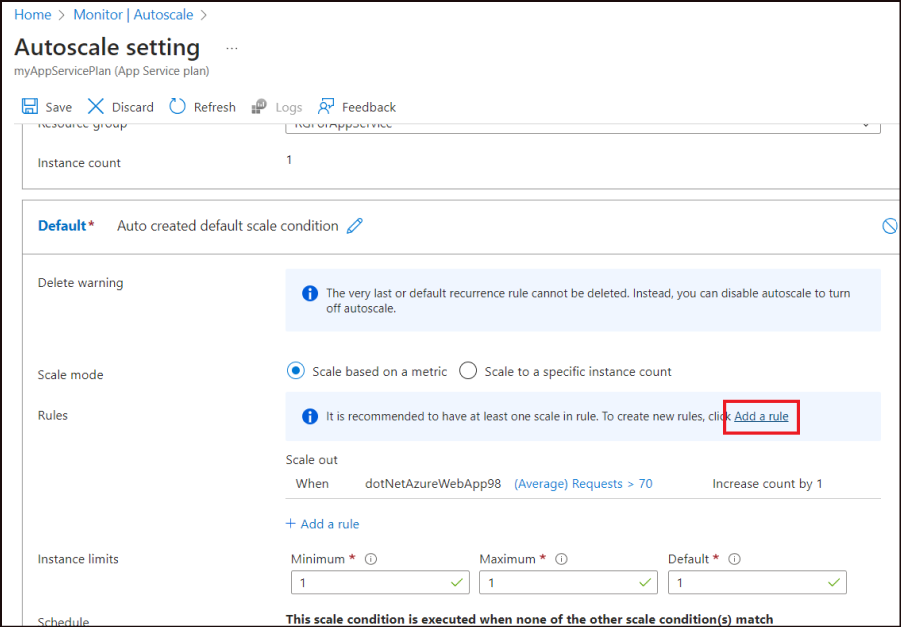 Home > Monitor | Autoscale >
Autoscale setting ...
myAppServicePlan (App Service plan)
Save Discard Refresh Logs Feedback
Resource group RGForAppService
Instance count 1
Default* Auto created default scale condition
Delete warning The very last or default recurrence rule cannot be deleted. Instead, you can disable autoscale to turn
off autoscale.
Scale mode Scale based on a metric Scale to a specific instance count
Rules It is recommended to have at least one scale in rule. To create new rules, click Add a rule
Scale out
When dotNetAzureWebApp98 (Average) Requests > 70 Increase count by 1
+ Add a rule
Instance limits Minimum * Maximum * Default *
1 1 1
Schedule This scale condition is executed when none of the other scale condition(s) match